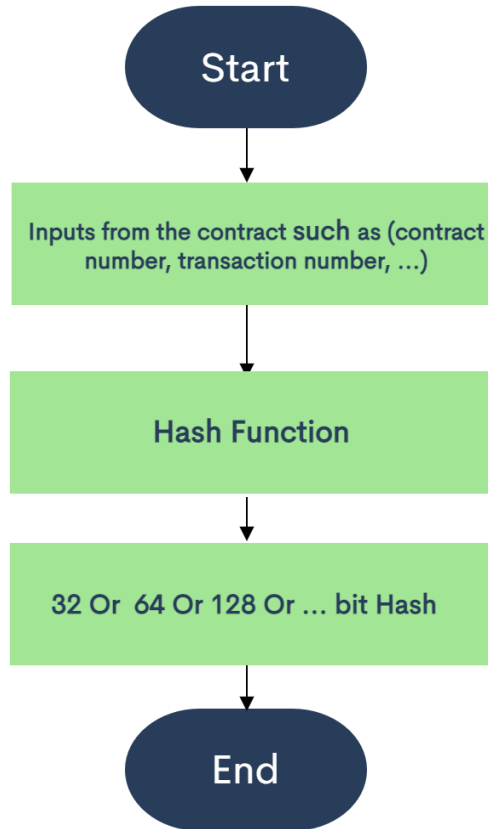 Start
Inputs from the contract such as (contract
number, transaction number, ...)
Hash Function
32 Or 64 Or 128 Or ... bit Hash
End